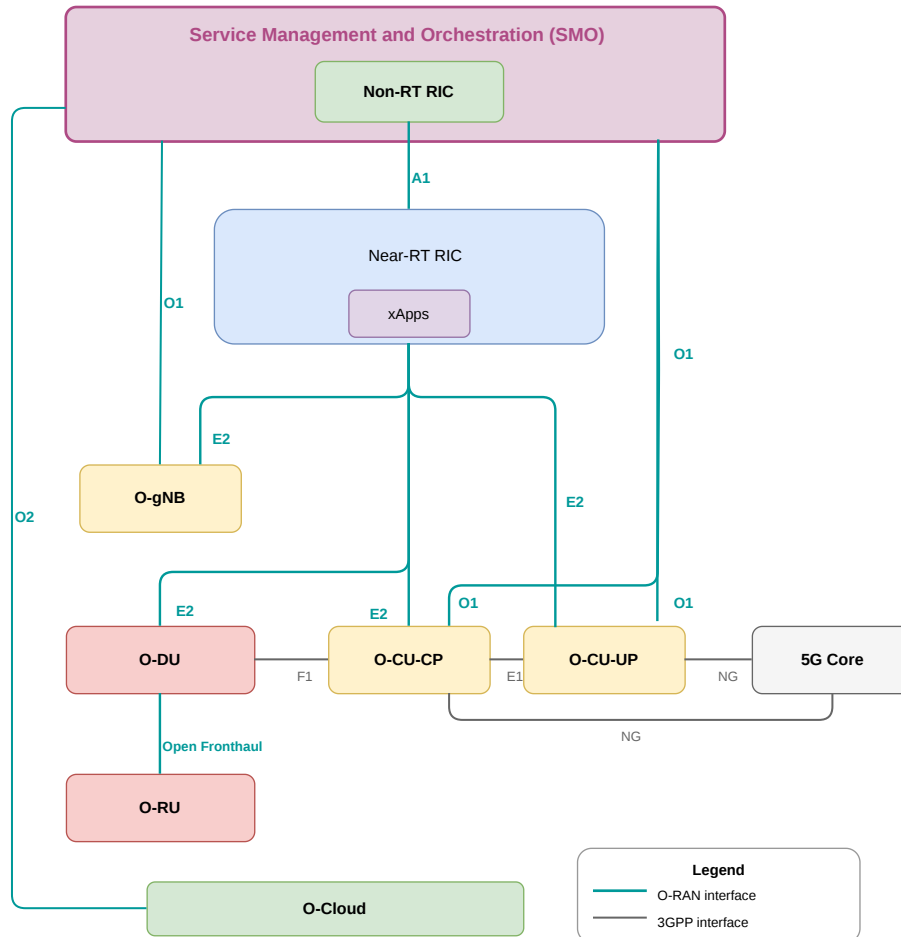 Service Management and Orchestration (SMO)
Non-RT RIC
A1
Near-RT RIC
xApps
O1
O1
E2
O-gNB
E2
O2
E2
E2
O1
O1
O-DU
F1
O-CU-CP
E1
O-CU-UP
NG
5G Core
NG
Open Fronthaul
O-RU
O-Cloud
Legend
O-RAN interface
3GPP interface